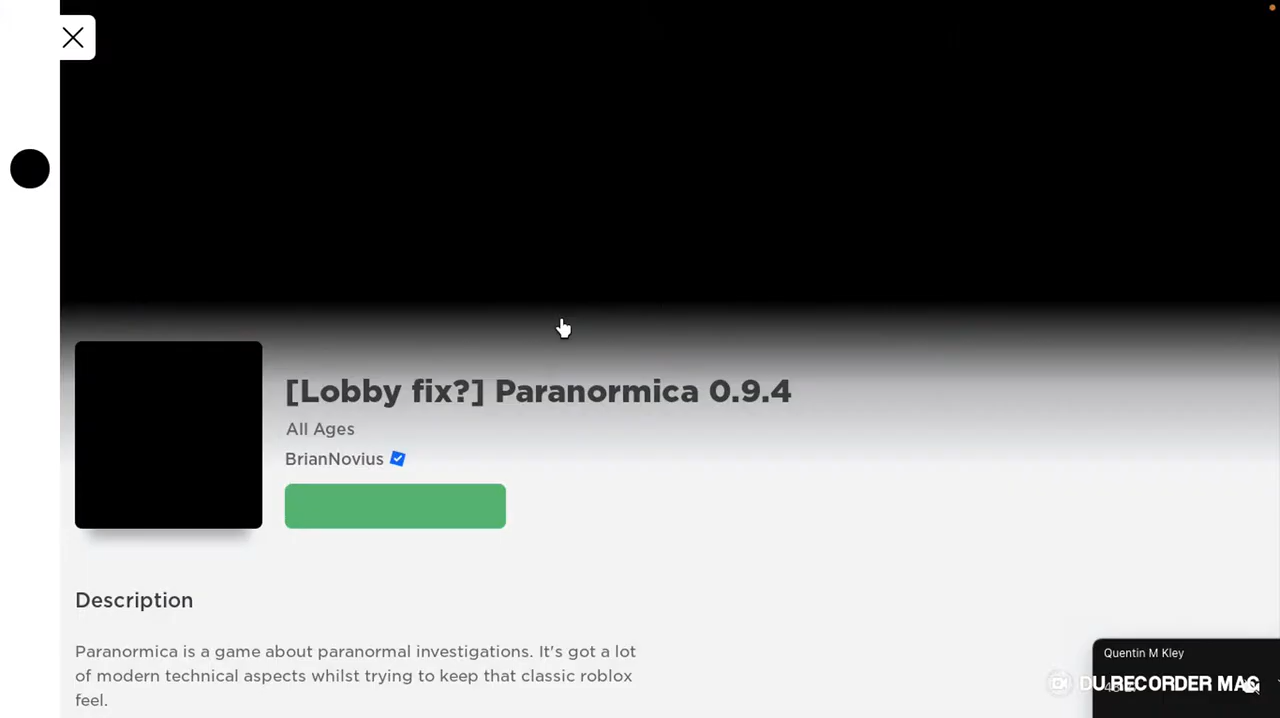 [Lobby fix?] Paranormica 0.9.4
All Ages
BrianNovius
Description
Paranormica is a game about paranormal investigations. It's got a lot
of modern technical aspects whilst trying to keep that classic roblox
feel.
Quentin M Kley
DU RECORDER MAC